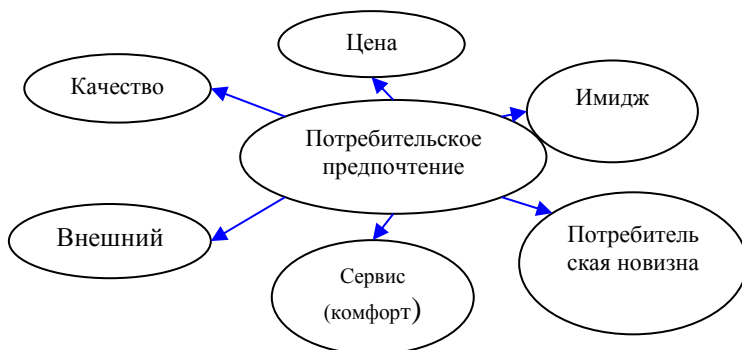 Цена
Качество
Имидж
Потребительское
предпочтение
Внешний
Потребитель
ская новизна
Сервис
(комфорт)